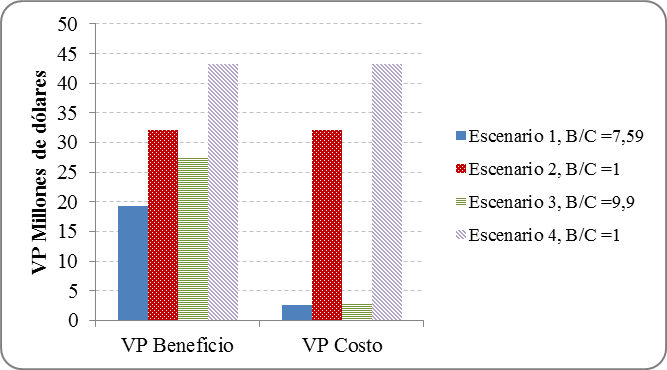 50
45
40
35
30
25
20
15
10
5
0
VP Millones de dólares
VP Beneficio
VP Costo
Escenario 1, B/C =7,59
Escenario 2, B/C =1
Escenario 3, B/C =9,9
Escenario 4, B/C =1